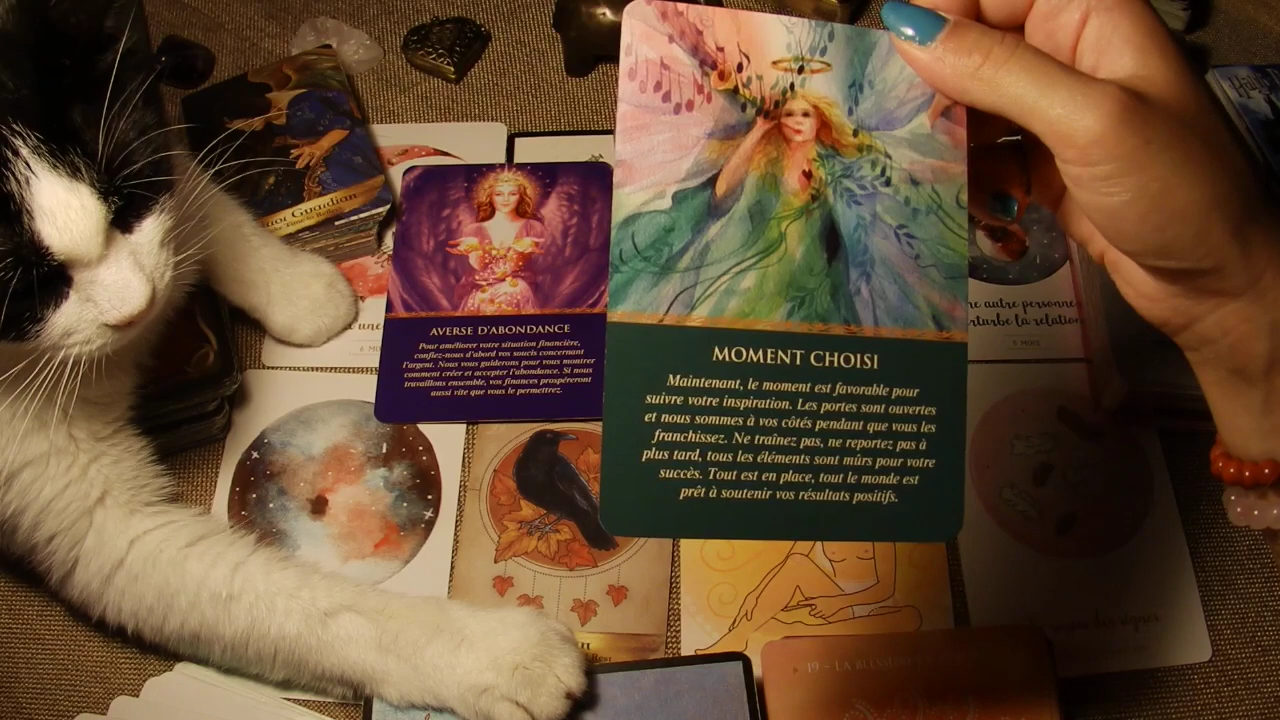 MOMENT CHOISI
Maintenant, le moment est favorable pour
suivre votre inspiration. Les portes sont ouvertes
et nous sommes à vos côtés pendant que vous les
franchissez. Ne traînez pas, ne reportez pas à
plus tard, tous les éléments sont mûrs pour votre
succès. Tout est en place, tout le monde est
prêt à soutenir vos résultats positifs.
AVERSE D'ABONDANCE
Pour améliorer votre situation financière,
confiez-nous d'abord vos soucis concernant
l'argent. Nous vous guiderons pour vous montrer
comment créer et accepter l'abondance. Si nous
travaillons ensemble, vos finances prospéreront
aussi vite que vous le permettrez.
Guardian
Time to
autre personne
la relation
une
6 MOIS
19 - LA